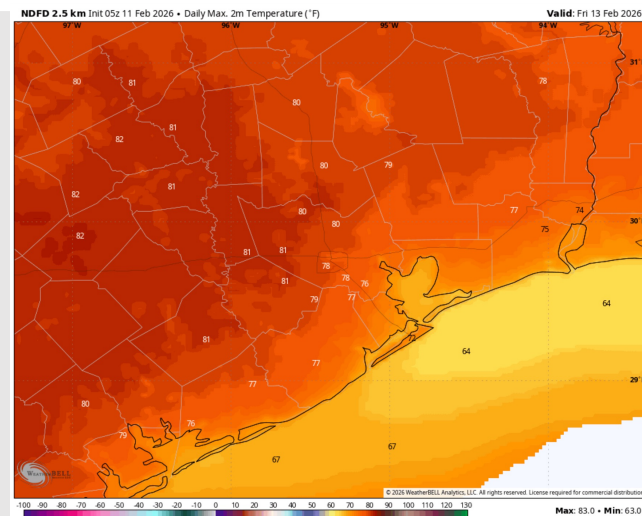 NDFD 2.5 km Init 05z 11 Feb 2026 • Daily Max. 2m Temperature (°F)
Valid: Fri 13 Feb 2026
97°W 96°W 95°W 94°W
31°
80 81 78
80
82 81
80 79
82 81
80 77 74
80 75
30°
82
81 81
78
81 78 76
79 77
64
81 72
64
77
29°
77
80
76
79
67
67
WeatherBELL
© 2026 WeatherBELL Analytics, LLC. All rights reserved. License required for commercial distribution
-100 -90 -80 -70 -60 -50 -40 -30 -20 -10 0 10 20 30 40 50 60 70 80 90 100 110 120 130
Max: 83.0 • Min: 63.